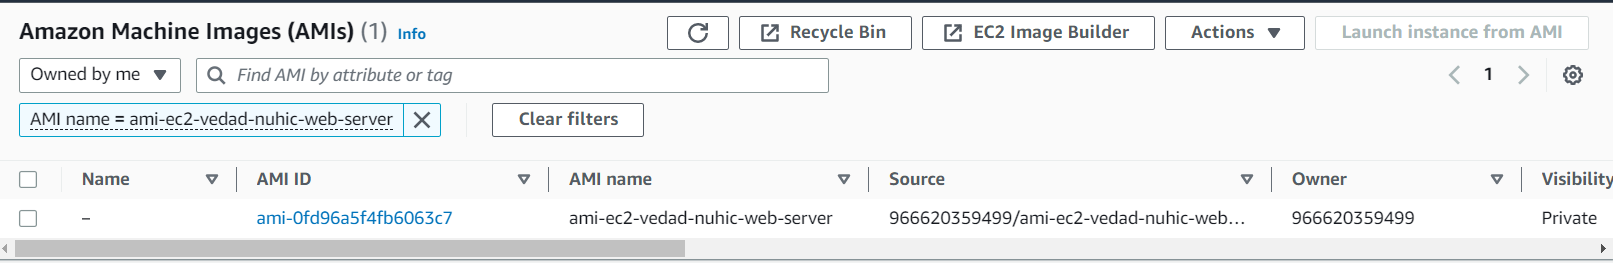 Amazon Machine Images (AMIs) (1) Info
Recycle Bin
EC2 Image Builder
Actions
Launch instance from AMI
Owned by me
Find AMI by attribute or tag
1
AMI name = ami-ec2-vedad-nuhic-web-server
Clear filters
Name AMI ID AMI name Source Owner Visibility
– ami-0fd96a5f4fb6063c7 ami-ec2-vedad-nuhic-web-server 966620359499/ami-ec2-vedad-nuhic-web... 966620359499 Private